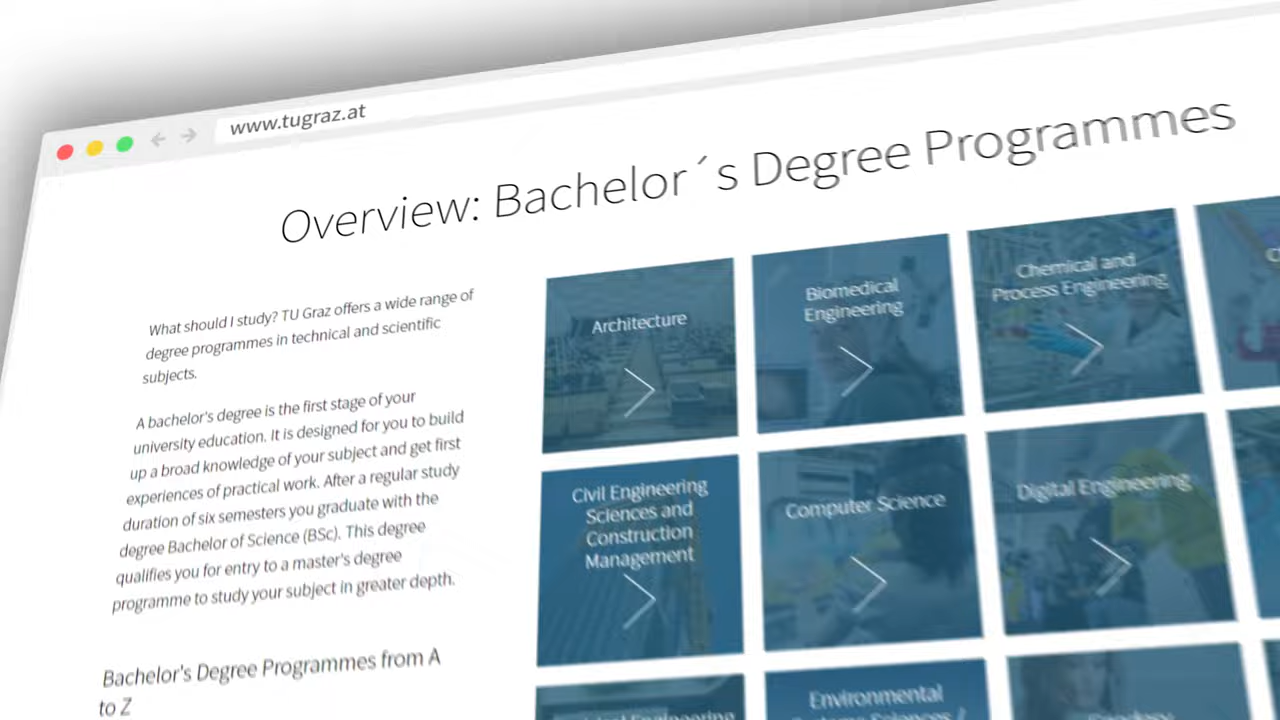 www.tugraz.at
Overview: Bachelor´s Degree Programmes
What should I study? TU Graz offers a wide range of
degree programmes in technical and scientific
subjects.
A bachelor's degree is the first stage of your
university education. It is designed for you to build
up a broad knowledge of your subject and get first
experiences of practical work. After a regular study
duration of six semesters you graduate with the
degree Bachelor of Science (BSc). This degree
qualifies you for entry to a master's degree
programme to study your subject in greater depth.
Bachelor's Degree Programmes from A
to Z
Architecture
Biomedical
Engineering
Chemical and
Process Engineering
Civil Engineering
Sciences and
Construction
Management
Computer Science
Digital Engineering
Engineering
Environmental